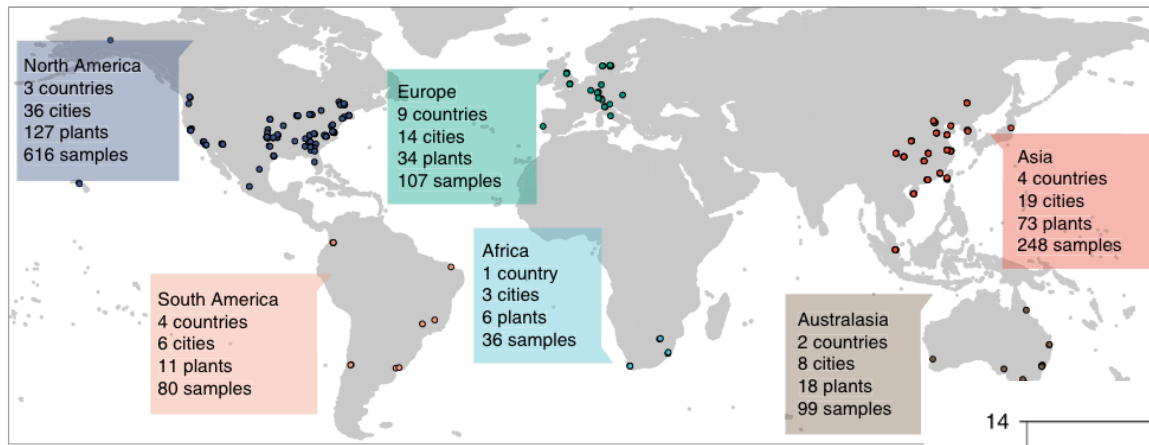 North America
3 countries
36 cities
127 plants
616 samples
Europe
9 countries
14 cities
34 plants
107 samples
Asia
4 countries
19 cities
73 plants
248 samples
Africa
1 country
3 cities
6 plants
36 samples
South America
4 countries
6 cities
11 plants
80 samples
Australasia
2 countries
8 cities
18 plants
99 samples
14